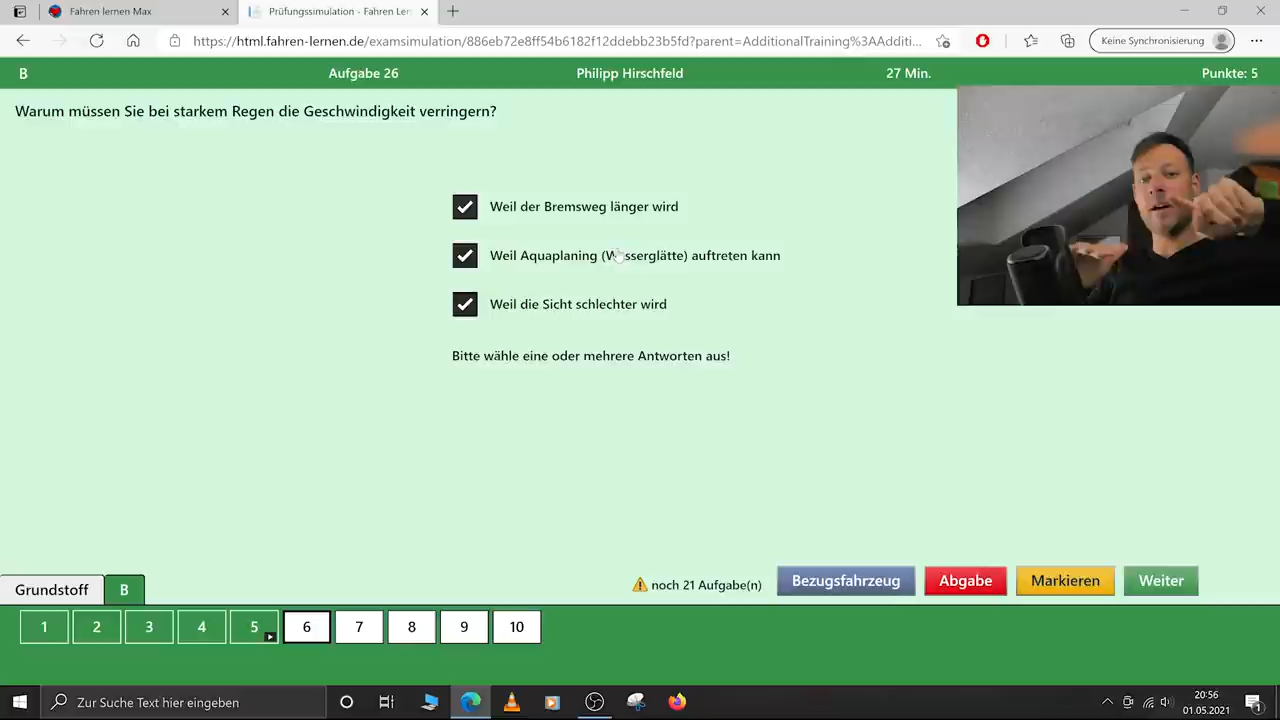 Fahren lernen Max
Prüfungssimulation - Fahren Ler
https://html.fahren-lernen.de/examsimulation/886eb72e8ff54b6182f12ddebb23b5fd?parent=AdditionalTraining%3AAdditi...
Keine Synchronisierung
B
Aufgabe 26
Philipp Hirschfeld
27 Min.
Punkte: 5
Warum müssen Sie bei starkem Regen die Geschwindigkeit verringern?
Weil der Bremsweg länger wird
Weil Aquaplaning (Wasserglätte) auftreten kann
Weil die Sicht schlechter wird
Bitte wähle eine oder mehrere Antworten aus!
Grundstoff
B
noch 21 Aufgabe(n)
Bezugsfahrzeug
Abgabe
Markieren
Weiter
1 2 3 4 5 6 7 8 9 10
Zur Suche Text hier eingeben
20:56
01.05.2021
1